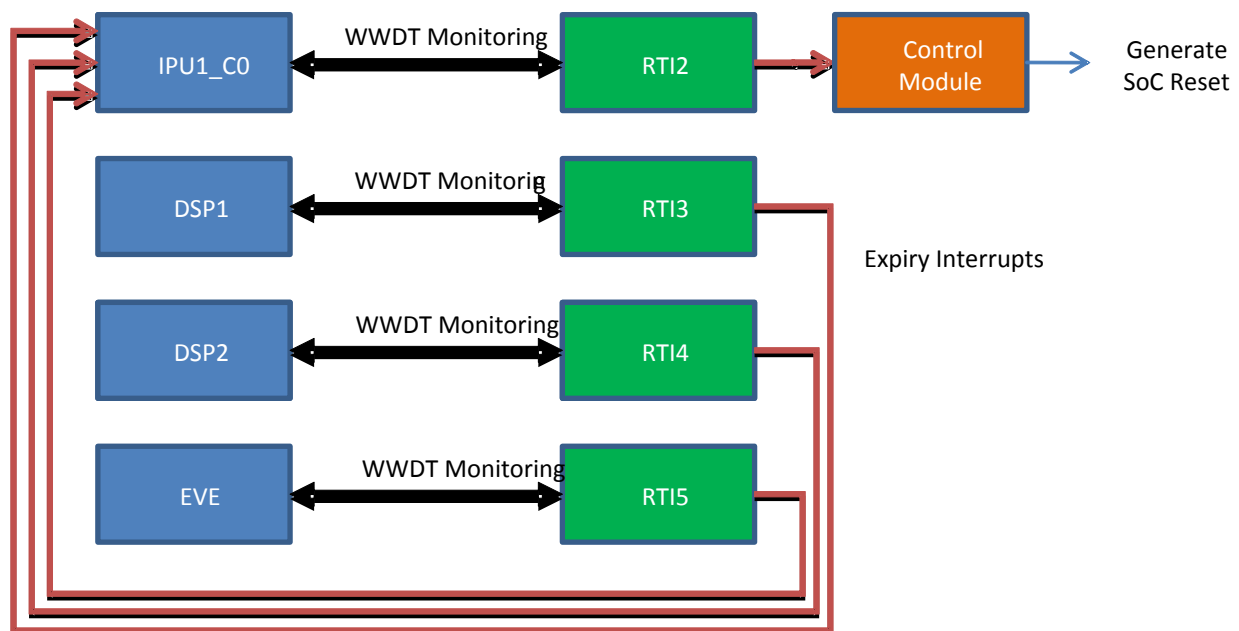 WWDT Monitoring
IPU1_C0
RTI2
Control
Module
Generate
SoC Reset
WWDT Monitoring
DSP1
RTI3
Expiry Interrupts
WWDT Monitoring
DSP2
RTI4
WWDT Monitoring
EVE
RTI5